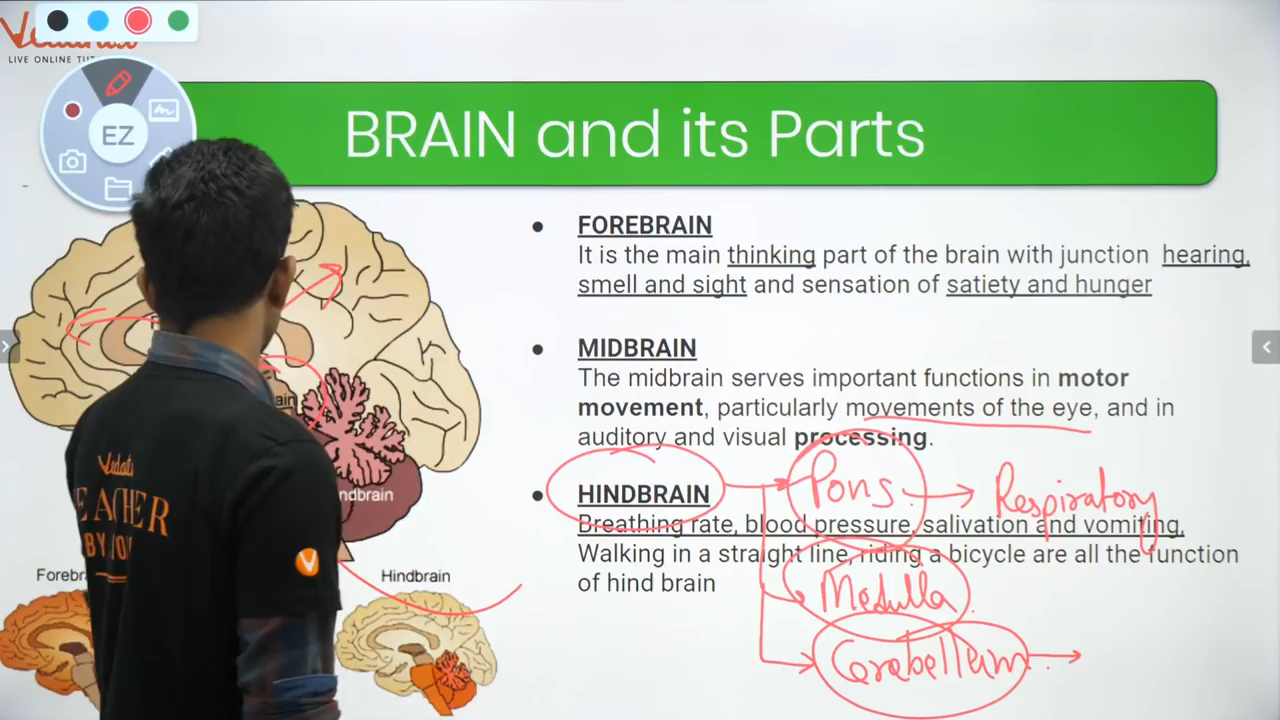 LIVE ONLINE
EZ
BRAIN and its Parts
FOREBRAIN
It is the main thinking part of the brain with junction hearing,
smell and sight and sensation of satiety and hunger
MIDBRAIN
The midbrain serves important functions in motor
movement, particularly movements of the eye, and in
auditory and visual processing.
HINDBRAIN
Pons
Respiratory
Breathing rate, blood pressure, salivation and vomiting,
Walking in a straight line, riding a bicycle are all the function
of hind brain
Medulla
Cerebellum
Hindbrain